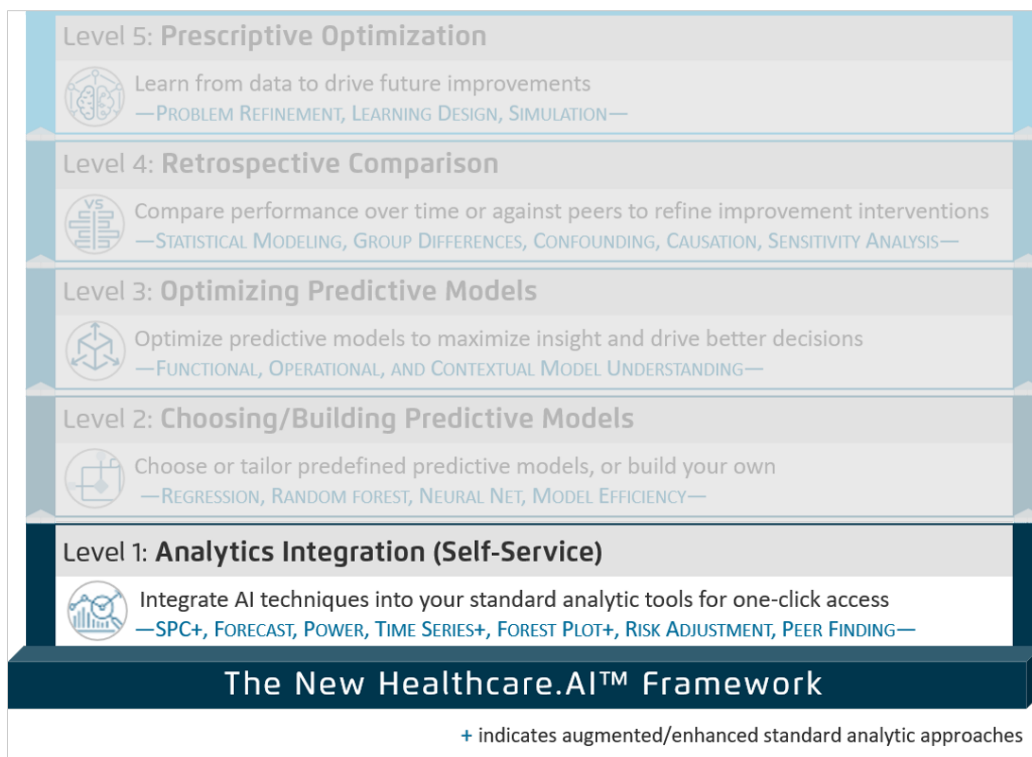 Level 5: Prescriptive Optimization
Learn from data to drive future improvements
—PROBLEM REFINEMENT, LEARNING DESIGN, SIMULATION—
Level 4: Retrospective Comparison
VS
Compare performance over time or against peers to refine improvement interventions
—STATISTICAL MODELING, GROUP DIFFERENCES, CONFOUNDING, CAUSATION, SENSITIVITY ANALYSIS—
Level 3: Optimizing Predictive Models
Optimize predictive models to maximize insight and drive better decisions
—FUNCTIONAL, OPERATIONAL, AND CONTEXTUAL MODEL UNDERSTANDING—
Level 2: Choosing/Building Predictive Models
Choose or tailor predefined predictive models, or build your own
—REGRESSION, RANDOM FOREST, NEURAL NET, MODEL EFFICIENCY—
Level 1: Analytics Integration (Self-Service)
Integrate AI techniques into your standard analytic tools for one-click access
—SPC+, FORECAST, POWER, TIME SERIES+, FOREST PLOT+, RISK ADJUSTMENT, PEER FINDING—
The New Healthcare.AI™ Framework
+ indicates augmented/enhanced standard analytic approaches